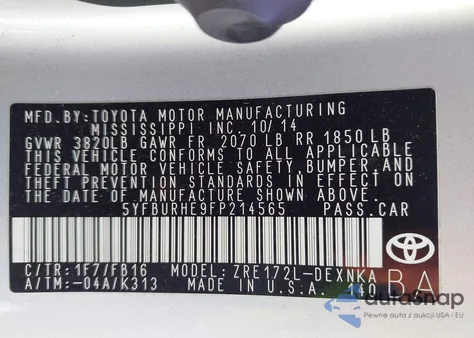 MFD.BY: TOYOTA MOTOR MANUFACTURING
MISSISSIPPI INC. 10/14
GVWR 3820LB GAWR FR 2070 LB RR 1850 LB
THIS VEHICLE CONFORMS TO ALL APPLICABLE
FEDERAL MOTOR VEHICLE SAFETY, BUMPER, AND
THEFT PREVENTION STANDARDS IN EFFECT ON
THE DATE OF MANUFACTURE SHOWN ABOVE.
5YFBURHE9FP214565 PASS.CAR
C/TR: 1F7/FB16 MODEL: ZRE172L-DEXNKA
A/TM: -04A/K313 MADE IN U.S.A. 140 BA
autosnap
Pewne auta z aukcji USA i EU